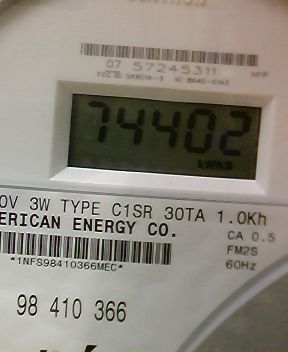 07 57245311
74402
kWh
0V 3W TYPE C1SR 30TA 1.0Kh
ERICAN ENERGY CO.
CA 0.5
FM2S
60Hz
*1NFS98410366MEC*
98 410 366